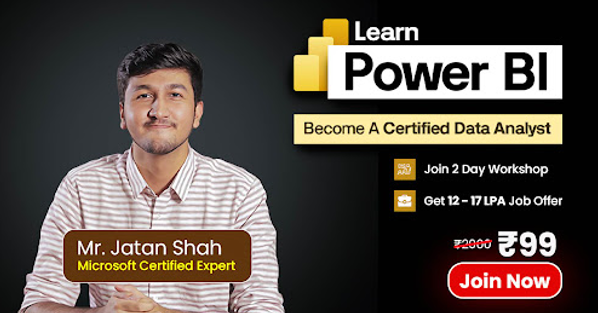 Learn
Power BI
Become A Certified Data Analyst
Join 2 Day Workshop
Get 12 - 17 LPA Job Offer
₹2000 ₹99
Join Now
Mr. Jatan Shah
Microsoft Certified Expert